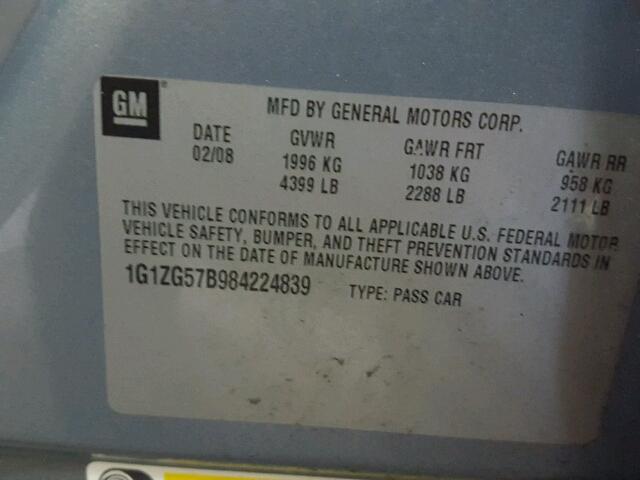 GM
MFD BY GENERAL MOTORS CORP.
DATE GVWR GAWR FRT GAWR RR
02/08 1996 KG 1038 KG 958 KG
4399 LB 2288 LB 2111 LB
THIS VEHICLE CONFORMS TO ALL APPLICABLE U.S. FEDERAL MOTOR
VEHICLE SAFETY, BUMPER, AND THEFT PREVENTION STANDARDS IN
EFFECT ON THE DATE OF MANUFACTURE SHOWN ABOVE.
1G1ZG57B984224839 TYPE: PASS CAR